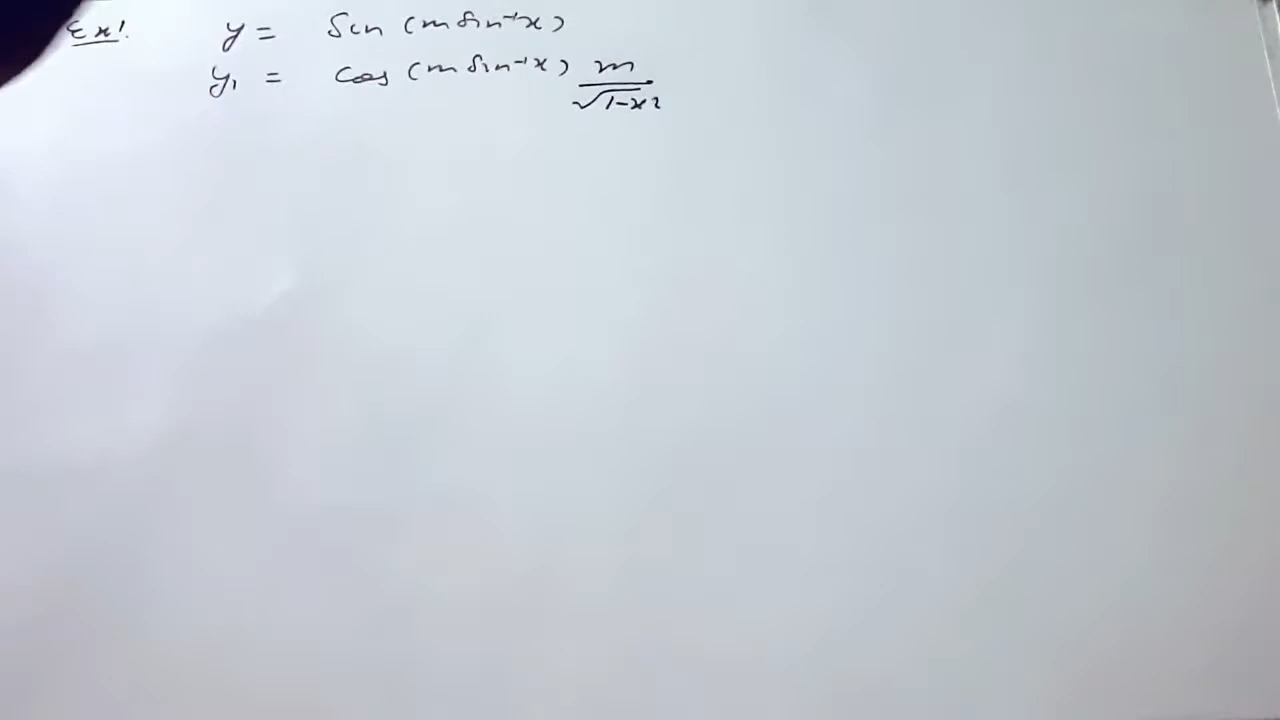 Ex! y = Sin (m Sin⁻¹x)
y₁ = Cos (m Sin⁻¹x) m/√1-x²